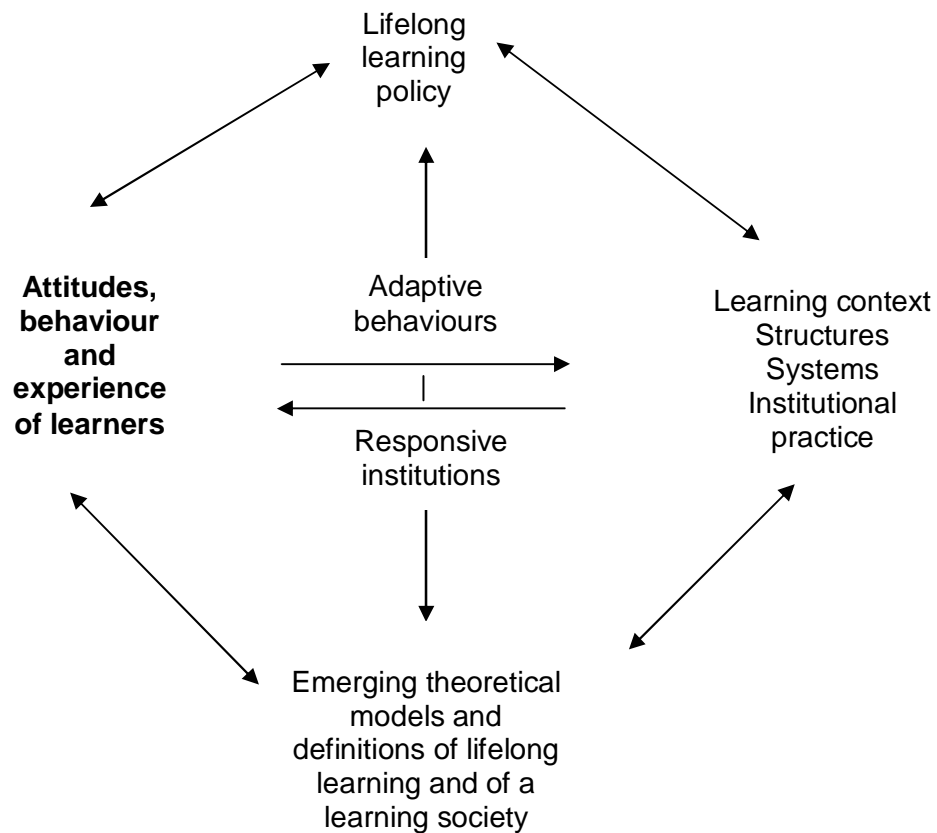 Lifelong
learning
policy
Attitudes,
behaviour
and
experience
of learners
Adaptive
behaviours
Responsive
institutions
Learning context
Structures
Systems
Institutional
practice
Emerging theoretical
models and
definitions of lifelong
learning and of a
learning society